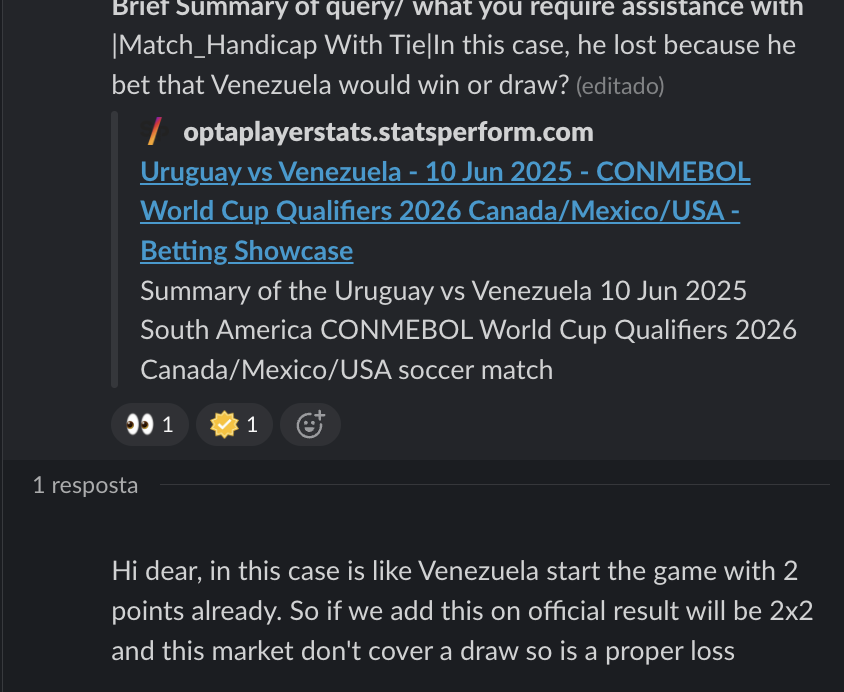 Brief Summary of query/ what you require assistance with
|Match_Handicap With Tie|In this case, he lost because he
bet that Venezuela would win or draw? (editado)
optaplayerstats.statsperform.com
Uruguay vs Venezuela - 10 Jun 2025 - CONMEBOL
World Cup Qualifiers 2026 Canada/Mexico/USA -
Betting Showcase
Summary of the Uruguay vs Venezuela 10 Jun 2025
South America CONMEBOL World Cup Qualifiers 2026
Canada/Mexico/USA soccer match
1 1
1 resposta
Hi dear, in this case is like Venezuela start the game with 2
points already. So if we add this on official result will be 2x2
and this market don't cover a draw so is a proper loss